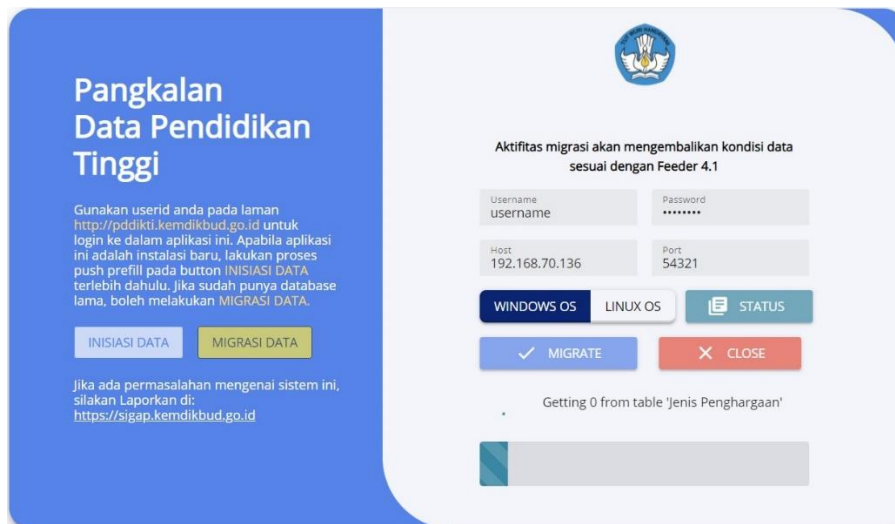 Pangkalan
Data Pendidikan
Tinggi
Gunakan userid anda pada laman
http://pddikti.kemdikbud.go.id untuk
login ke dalam aplikasi ini. Apabila aplikasi
ini adalah instalasi baru, lakukan proses
push prefill pada button INISIASI DATA
terlebih dahulu. Jika sudah punya database
lama, boleh melakukan MIGRASI DATA.
INISIASI DATA
MIGRASI DATA
Jika ada permasalahan mengenai sistem ini,
silakan Laporkan di:
https://sigap.kemdikbud.go.id
Aktifitas migrasi akan mengembalikan kondisi data
sesuai dengan Feeder 4.1
Username
username
Password
••••••••
Host
192.168.70.136
Port
54321
WINDOWS OS
LINUX OS
STATUS
MIGRATE
CLOSE
Getting 0 from table 'Jenis Penghargaan'